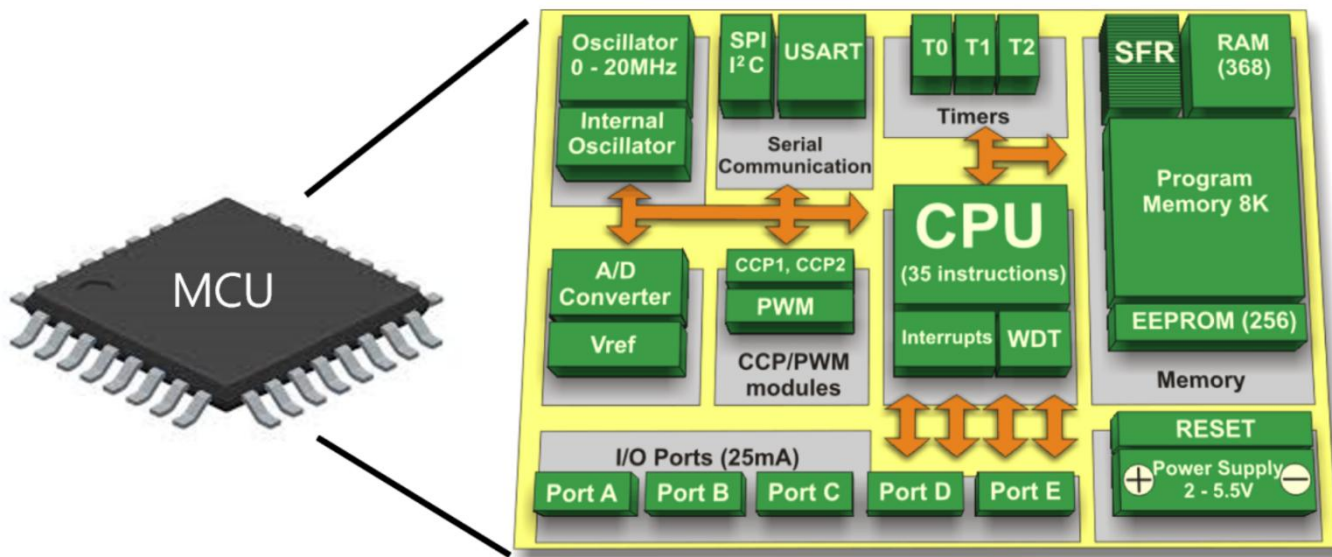 MCU
Oscillator
0 - 20MHz
Internal
Oscillator
SPI
I²C
USART
Serial
Communication
T0
T1
T2
Timers
SFR
RAM
(368)
Program
Memory 8K
EEPROM (256)
Memory
A/D
Converter
Vref
CCP1, CCP2
PWM
CCP/PWM
modules
CPU
(35 instructions)
Interrupts
WDT
I/O Ports (25mA)
Port A
Port B
Port C
Port D
Port E
RESET
+ Power Supply -
2 - 5.5V